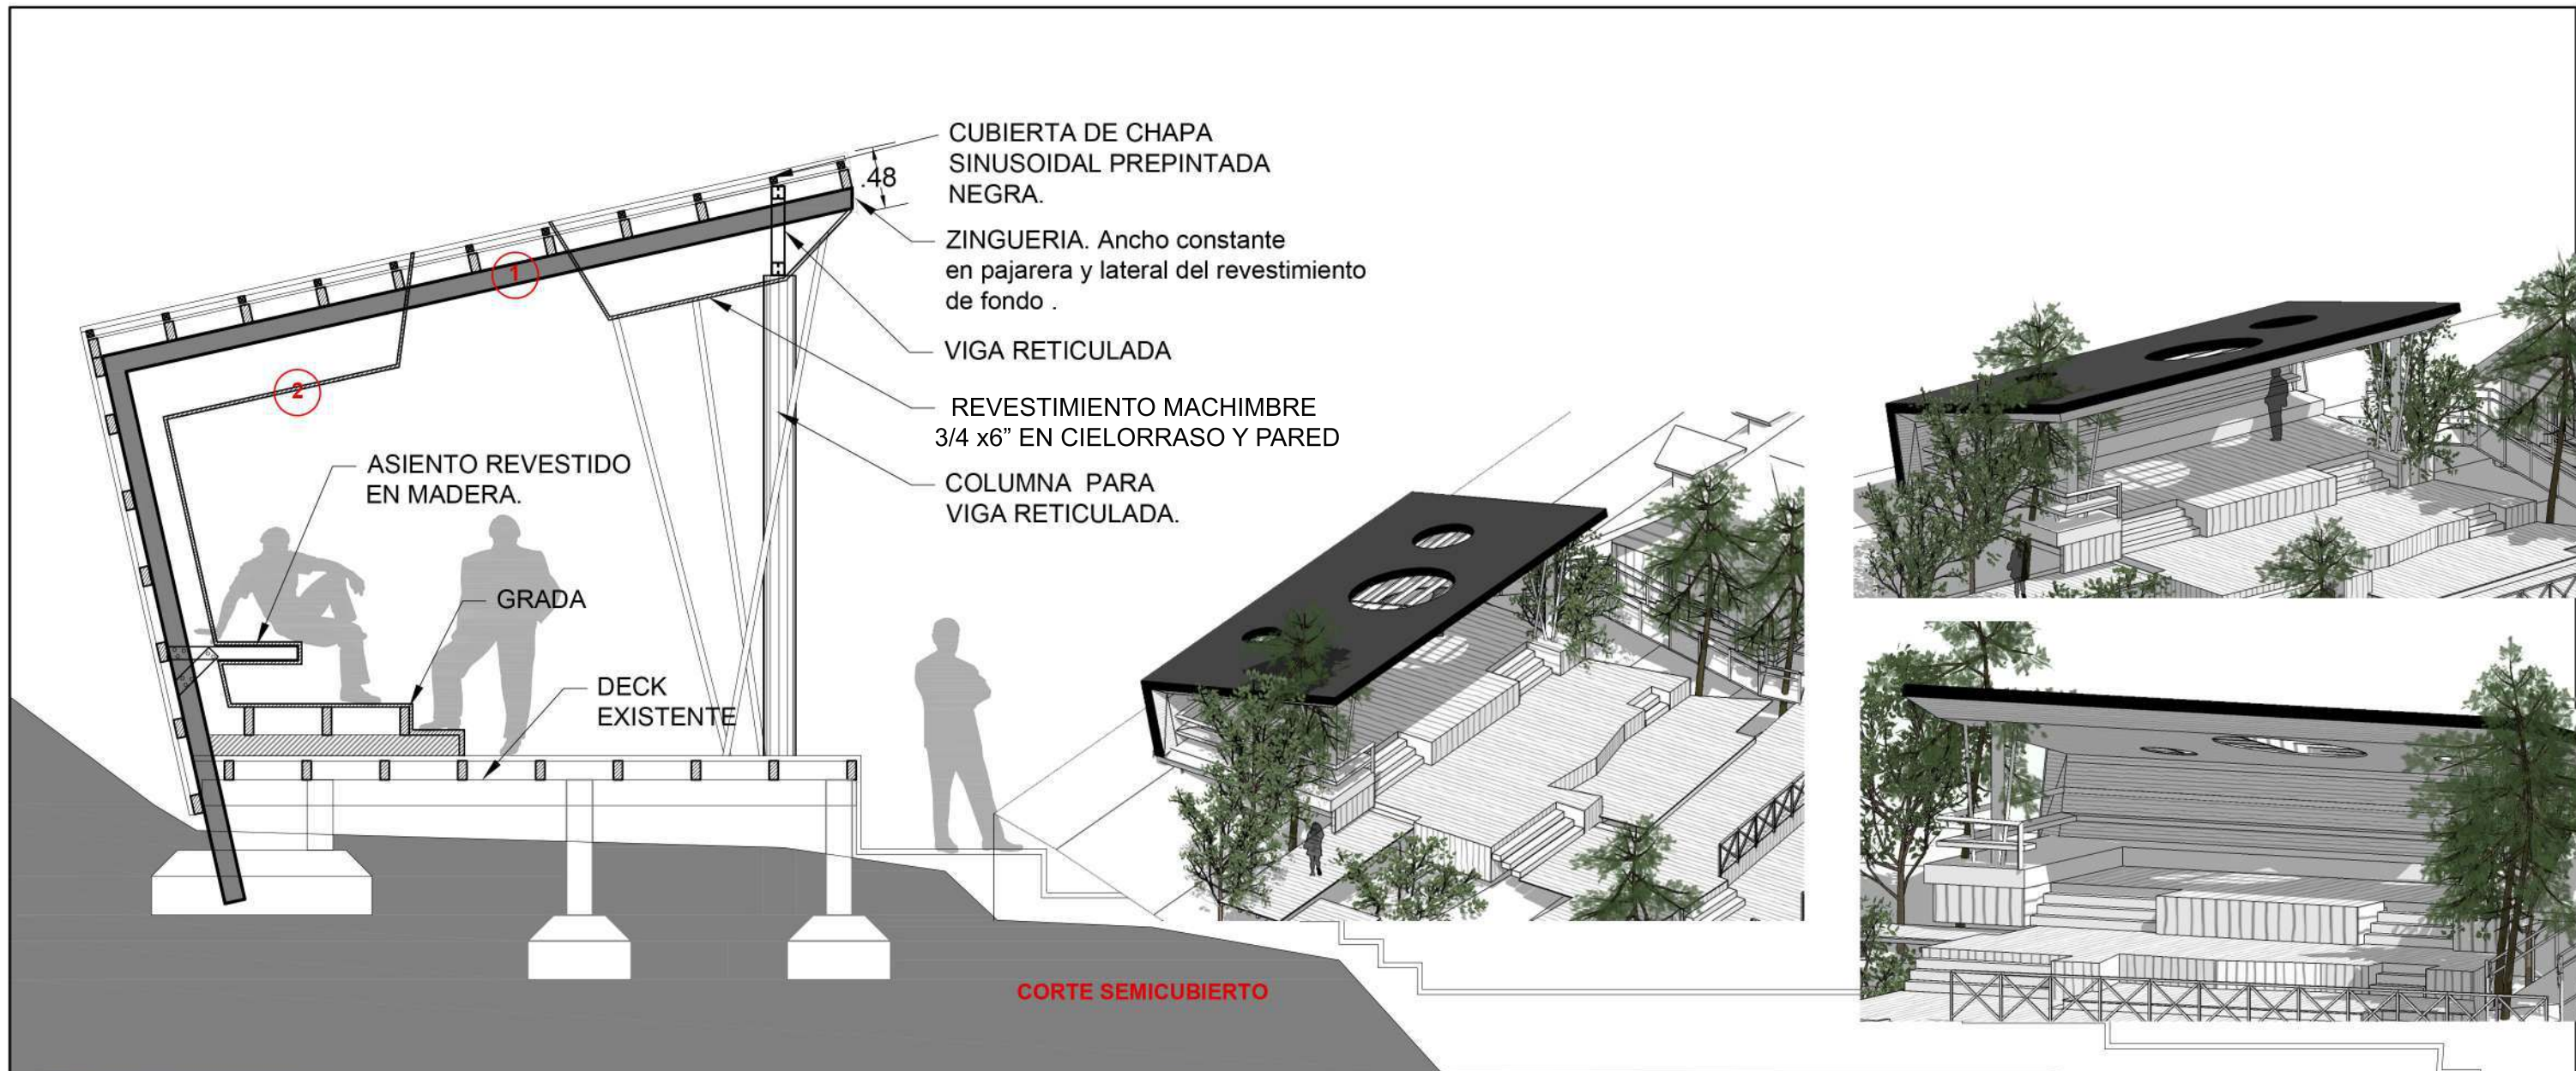 CUBIERTA DE CHAPA
SINUSOIDAL PREPINTADA
NEGRA.
.48
ZINGUERIA. Ancho constante
en pajarera y lateral del revestimiento
de fondo .
1
VIGA RETICULADA
2
REVESTIMIENTO MACHIMBRE
3/4 x6” EN CIELORRASO Y PARED
ASIENTO REVESTIDO
EN MADERA.
COLUMNA PARA
VIGA RETICULADA.
GRADA
DECK
EXISTENTE
CORTE SEMICUBIERTO